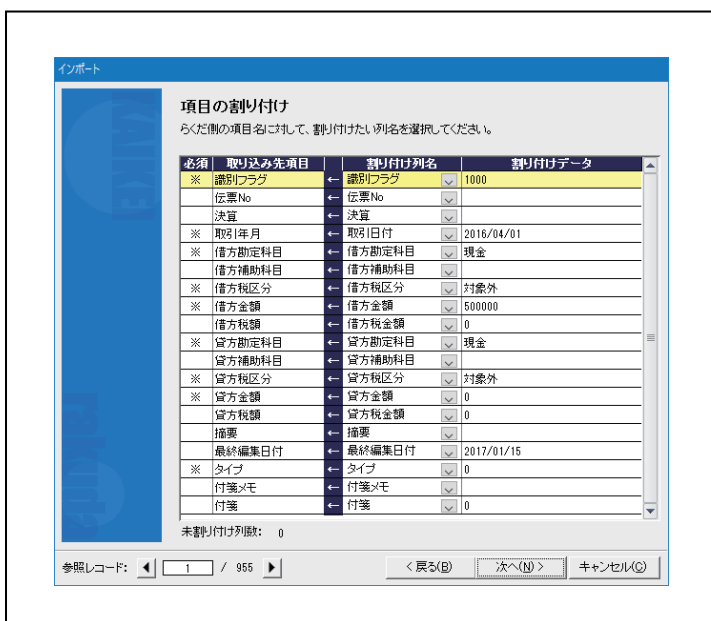 インポート
項目の割り付け
らくだ側の項目名に対して、割り付けたい列名を選択してください。
必須 取り込み先項目 割り付け列名 割り付けデータ
※ 識別フラグ ← 識別フラグ 1000
伝票No ← 伝票No
決算 ← 決算
※ 取引年月 ← 取引日付 2016/04/01
※ 借方勘定科目 ← 借方勘定科目 現金
借方補助科目 ← 借方補助科目
※ 借方税区分 ← 借方税区分 対象外
※ 借方金額 ← 借方金額 500000
借方税額 ← 借方税金額 0
※ 貸方勘定科目 ← 貸方勘定科目 現金
貸方補助科目 ← 貸方補助科目
※ 貸方税区分 ← 貸方税区分 対象外
※ 貸方金額 ← 貸方金額 0
貸方税額 ← 貸方税金額 0
摘要 ← 摘要
最終編集日付 ← 最終編集日付 2017/01/15
※ タイプ ← タイプ 0
付箋メモ ← 付箋メモ
付箋 ← 付箋 0
未割り付け列数: 0
参照レコード: 1 / 955 <戻る(B) 次へ(N)> キャンセル(C)
KAIKEI